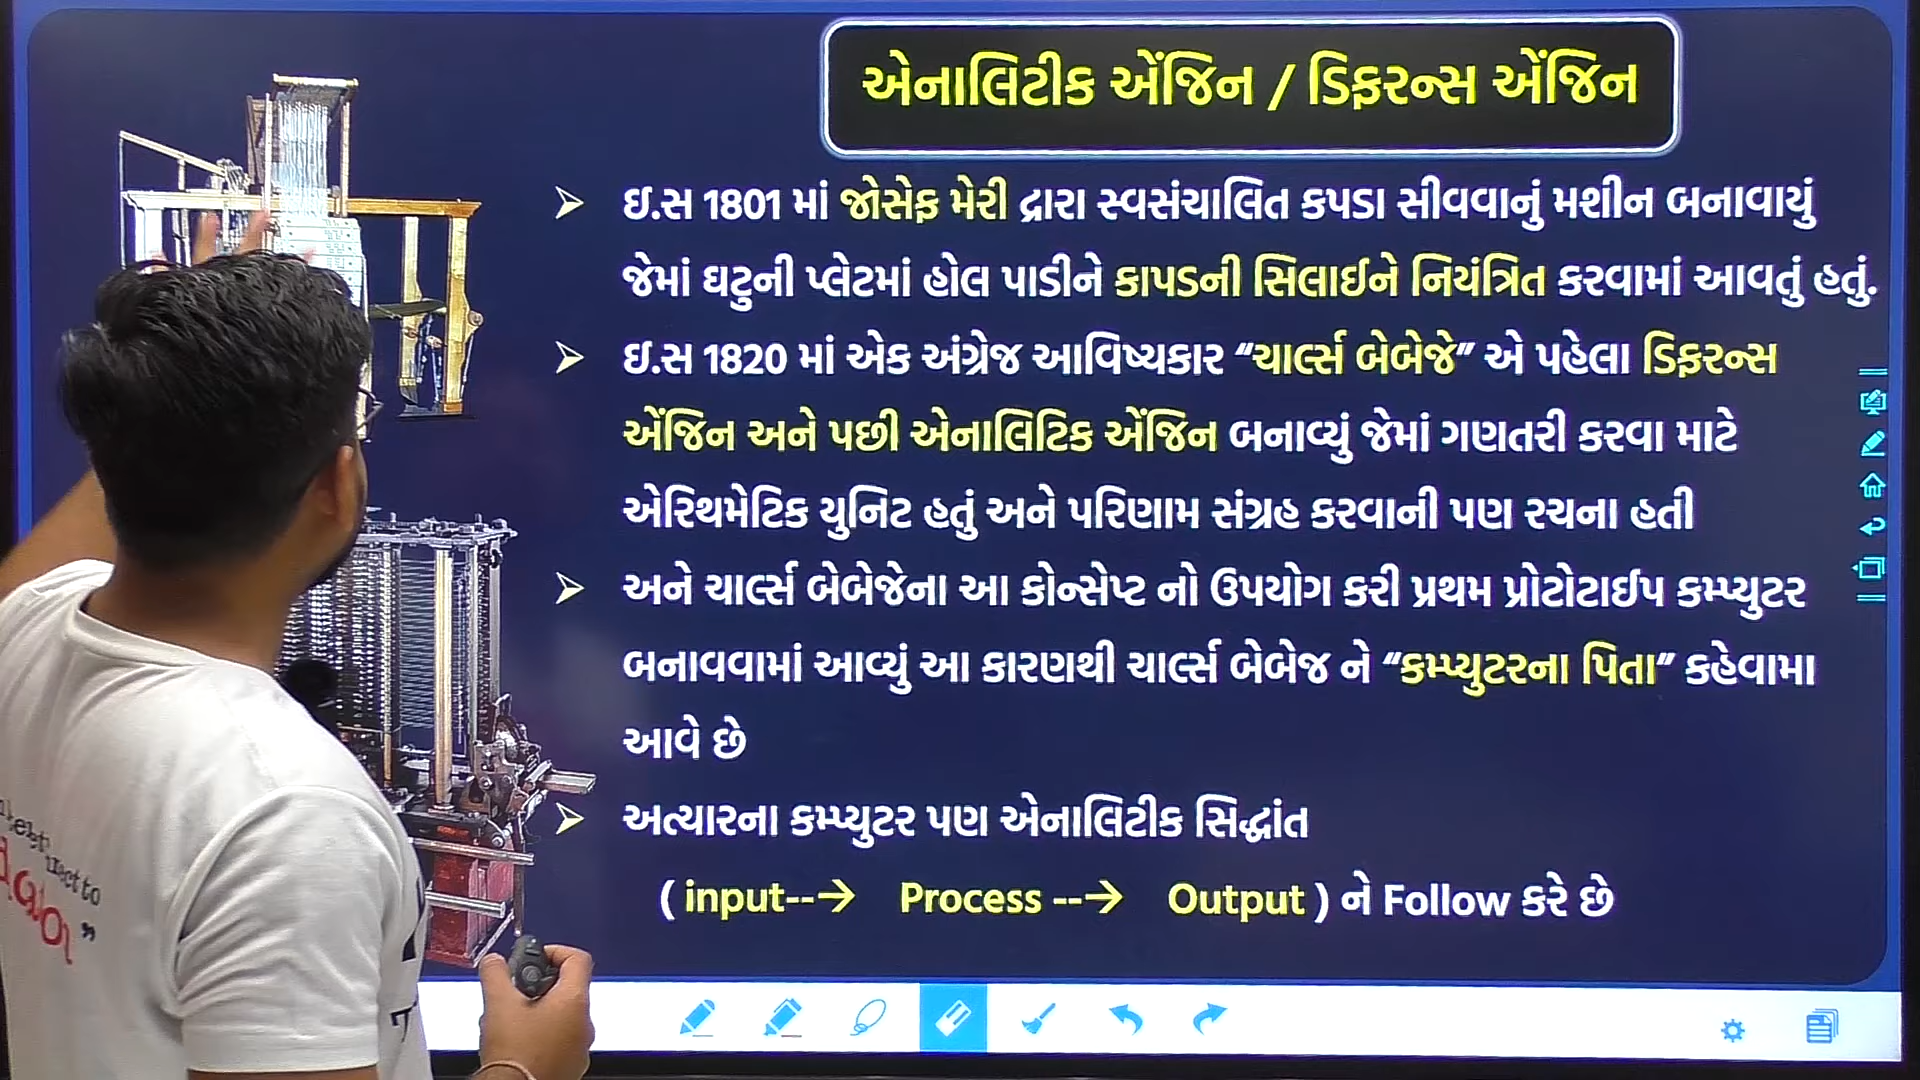 એનાલિટીક એંજિન / ડિફરન્સ એંજિન
➢ ઇ.સ 1801 માં જોસેફ મેરી દ્રારા સ્વસંચાલિત કપડા સીવવાનું મશીન બનાવાયું
જેમાં ઘટુની પ્લેટમાં હોલ પાડીને કાપડની સિલાઈને નિયંત્રિત કરવામાં આવતું હતું.
➢ ઇ.સ 1820 માં એક અંગ્રેજ આવિષ્યકાર “ચાર્લ્સ બેબેજે” એ પહેલા ડિફરન્સ
એંજિન અને પછી એનાલિટિક એંજિન બનાવ્યું જેમાં ગણતરી કરવા માટે
એરિથમેટિક યુનિટ હતું અને પરિણામ સંગ્રહ કરવાની પણ રચના હતી
➢ અને ચાર્લ્સ બેબેજેના આ કોન્સેપ્ટ નો ઉપયોગ કરી પ્રથમ પ્રોટોટાઈપ કમ્પ્યુટર
બનાવવામાં આવ્યું આ કારણથી ચાર્લ્સ બેબેજ ને “કમ્પ્યુટરના પિતા” કહેવામા
આવે છે
➢ અત્યારના કમ્પ્યુટર પણ એનાલિટીક સિદ્ધાંત
( input--→ Process --→ Output ) ને Follow કરે છે